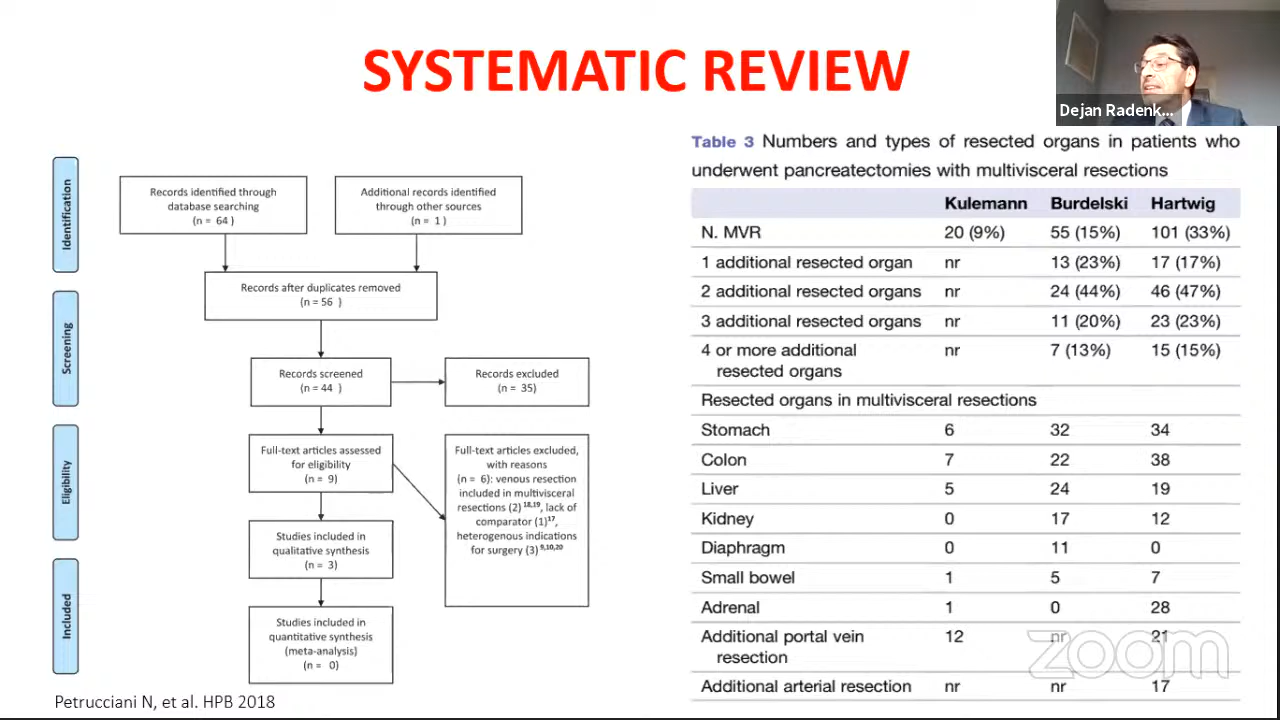 SYSTEMATIC REVIEW
Dejan Radenk...
Identification
Screening
Eligibility
Included
Records identified through
database searching
(n = 64 )
Additional records identified
through other sources
(n = 1 )
Records after duplicates removed
(n = 56 )
Records screened
(n = 44 )
Records excluded
(n = 35)
Full-text articles assessed
for eligibility
(n = 9)
Full-text articles excluded,
with reasons
(n = 6): venous resection
included in multivisceral
resections (2)18,19, lack of
comparator (1)17,
heterogenous indications
for surgery (3)9,10,20
Studies included in
qualitative synthesis
(n = 3)
Studies included in
quantitative synthesis
(meta-analysis)
(n = 0)
Petrucciani N, et al. HPB 2018
Table 3 Numbers and types of resected organs in patients who
underwent pancreatectomies with multivisceral resections
Kulemann Burdelski Hartwig
N. MVR 20 (9%) 55 (15%) 101 (33%)
1 additional resected organ nr 13 (23%) 17 (17%)
2 additional resected organs nr 24 (44%) 46 (47%)
3 additional resected organs nr 11 (20%) 23 (23%)
4 or more additional nr 7 (13%) 15 (15%)
resected organs
Resected organs in multivisceral resections
Stomach 6 32 34
Colon 7 22 38
Liver 5 24 19
Kidney 0 17 12
Diaphragm 0 11 0
Small bowel 1 5 7
Adrenal 1 0 28
Additional portal vein 12 nr 21
resection
Additional arterial resection nr nr 17
zoom